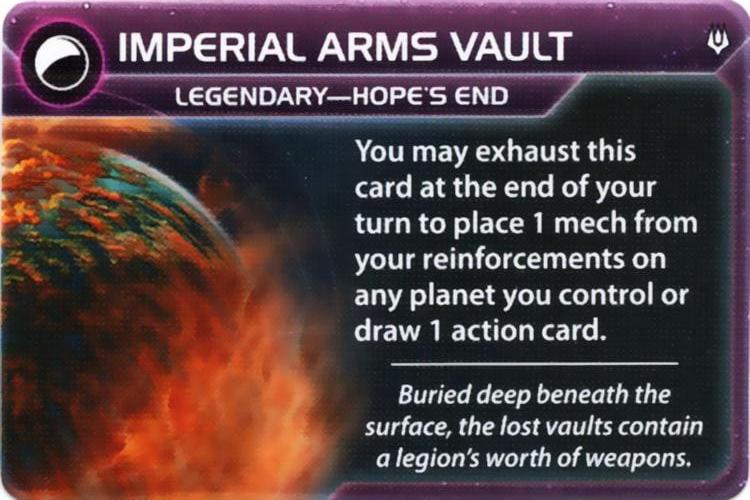 IMPERIAL ARMS VAULT
LEGENDARY—HOPE'S END
You may exhaust this
card at the end of your
turn to place 1 mech from
your reinforcements on
any planet you control or
draw 1 action card.
Buried deep beneath the
surface, the lost vaults contain
a legion's worth of weapons.